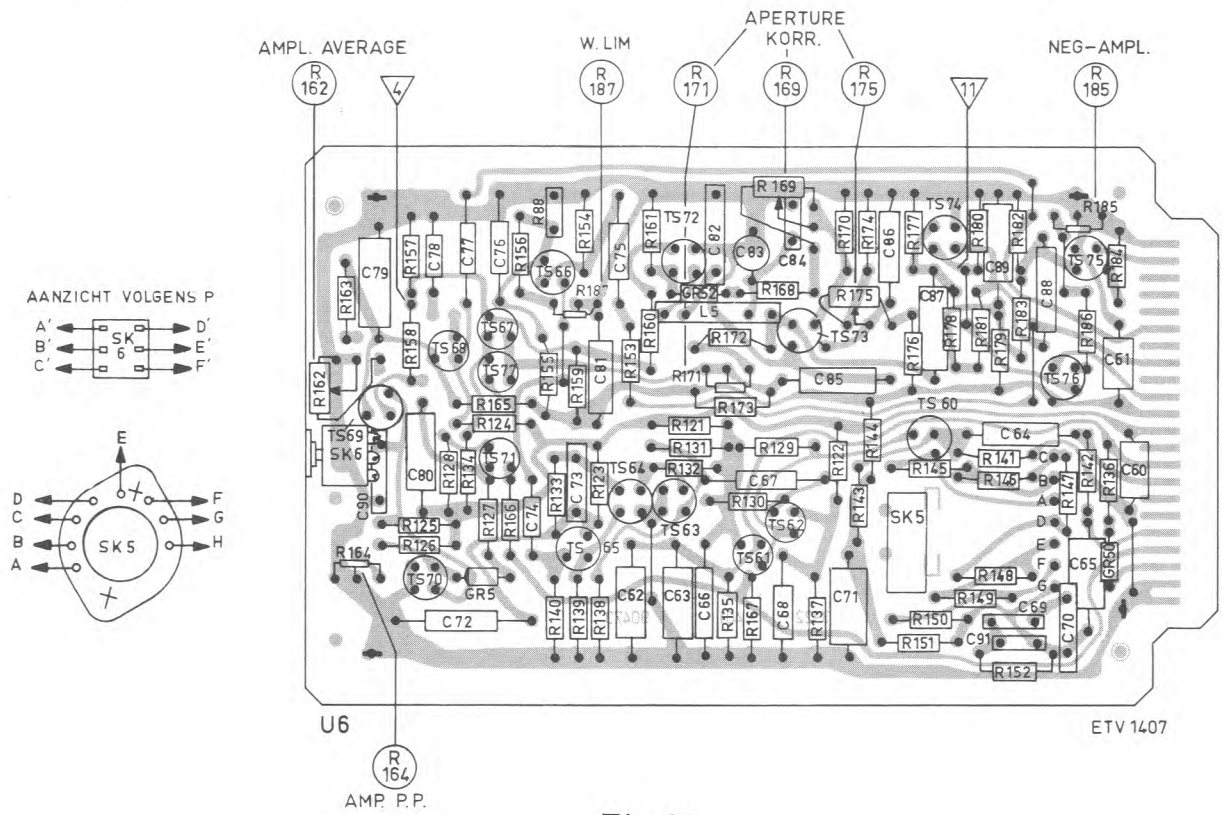 APERTURE
KORR.
AMPL. AVERAGE
W. LIM
NEG-AMPL.
R 162
4
R 187
R 171
R 169
R 175
11
R 185
R88
R154
C75
R161
TS72
C82
R169
C83
C84
R170
R174
C86
R177
TS74
R180
R182
R185
C79
R157
C78
C77
C76
R156
TS66
R187
GR52
R168
R175
C87
C89
C88
TS75
R184
R163
AANZICHT VOLGENS P
A' SK 6 D'
B' E'
C' F'
R158
TS68
TS67
TS77
R155
R159
C81
R153
R160
L5
R172
TS73
R176
R178
R181
R179
R183
R186
C61
R162
R171
R173
C85
TS76
R165
R124
TS69
SK6
C90
C80
R128
R134
TS71
R121
R131
R132
R129
C67
R130
R122
R144
R143
TS60
C64
R145
R141
R146
C
B
A
R147
R142
R136
C60
E
D F
C G
B SK5 H
A
R127
R166
C74
R133
C73
R123
TS64
TS63
TS62
SK5
D
E
F
G
R125
R126
R164
TS70
GR5
TS 65
TS61
C65
GR50
C72
R140
R139
R138
C62
C63
C66
R135
R167
C68
R137
C71
R148
R149
R150
R151
C69
C91
R152
C70
U6
ETV 1407
R 164
AMP. P.P.